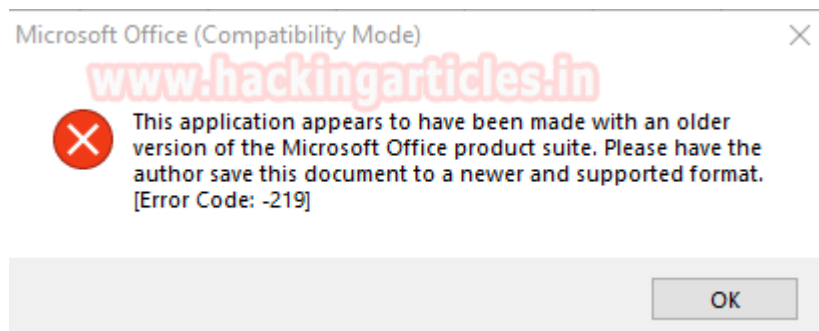 Microsoft Office (Compatibility Mode)
www.hackingarticles.in
This application appears to have been made with an older
version of the Microsoft Office product suite. Please have the
author save this document to a newer and supported format.
[Error Code: -219]
OK